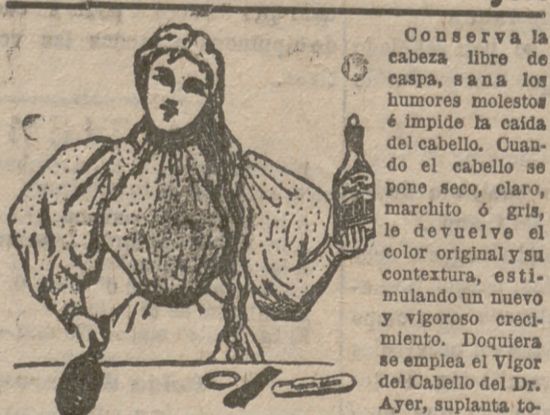 Conserva la
cabeza libre de
caspa, sana los
humores molestos
é impide la caída
del cabello. Cuan-
do el cabello se
pone seco, claro,
marchito ó gris,
le devuelve el
color original y su
contextura, esti-
mulando un nuevo
y vigoroso creci-
miento. Doquiera
se emplea el Vigor
del Cabello del Dr.
Ayer, suplanta to-